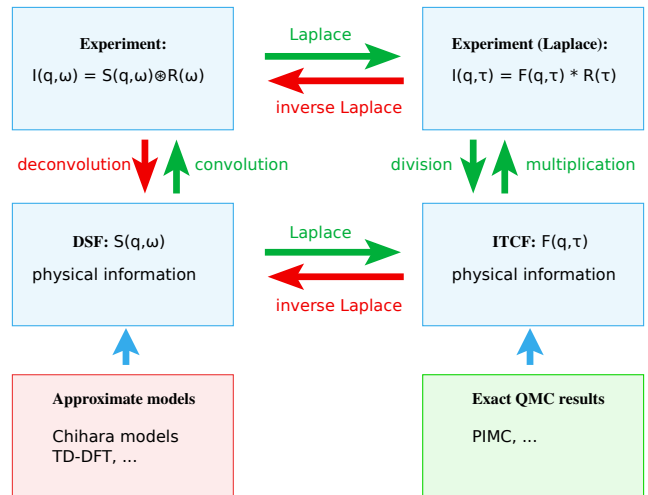 Experiment:
I(q,ω) = S(q,ω)⊛R(ω)
Laplace
inverse Laplace
Experiment (Laplace):
I(q,τ) = F(q,τ) * R(τ)
deconvolution
convolution
division
multiplication
DSF: S(q,ω)
physical information
Laplace
inverse Laplace
ITCF: F(q,τ)
physical information
Approximate models
Chihara models
TD-DFT, ...
Exact QMC results
PIMC, ...